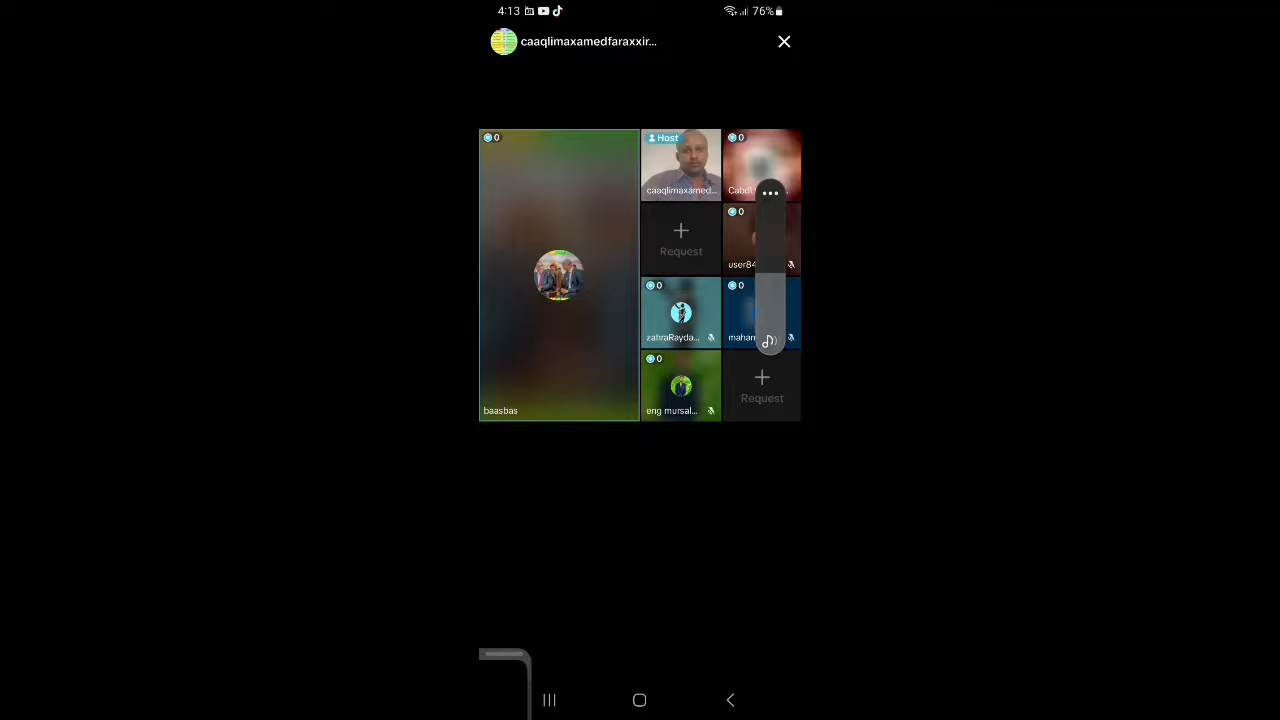 4:13
76%
caaqlimaxamedfaraxxir...
0
Host
0
caaqlimaxamed...
Cabdi
0
Request
user84
0
0
zahraRayda...
mahan
0
Request
baasbas
eng mursal...